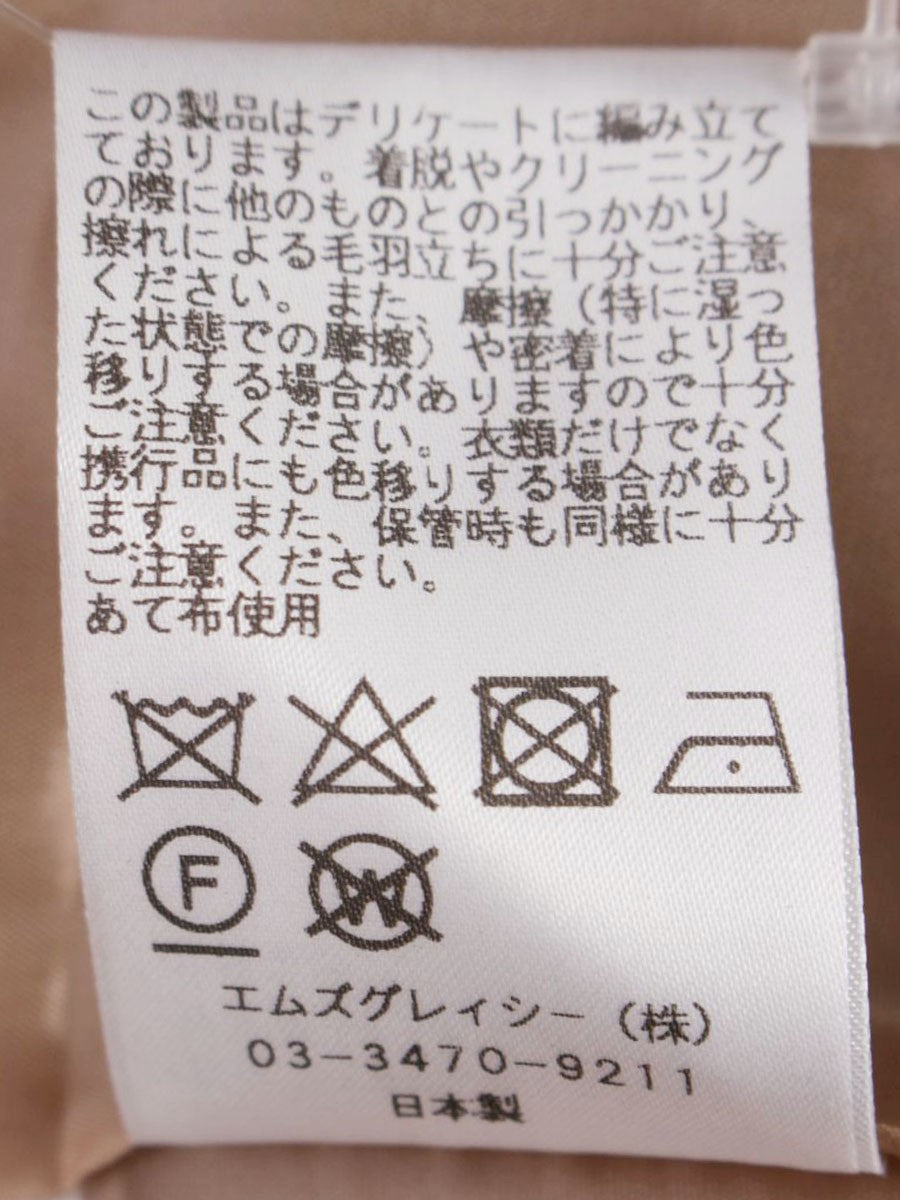 この製品はデリケートに編み立て
ております。着脱やクリーニング
の際に他のものとの引っかかり、
擦れによる毛羽立ちに十分ご注意
ください。また、摩擦（特に湿っ
た状態での摩擦）や密着により色
移りする場合がありますので十分
ご注意ください。衣類だけでなく
携行品にも色移りする場合があり
ます。また、保管時も同様に十分
ご注意ください。
あて布使用
F W
エムズグレイシー（株）
03-3470-9211
日本製